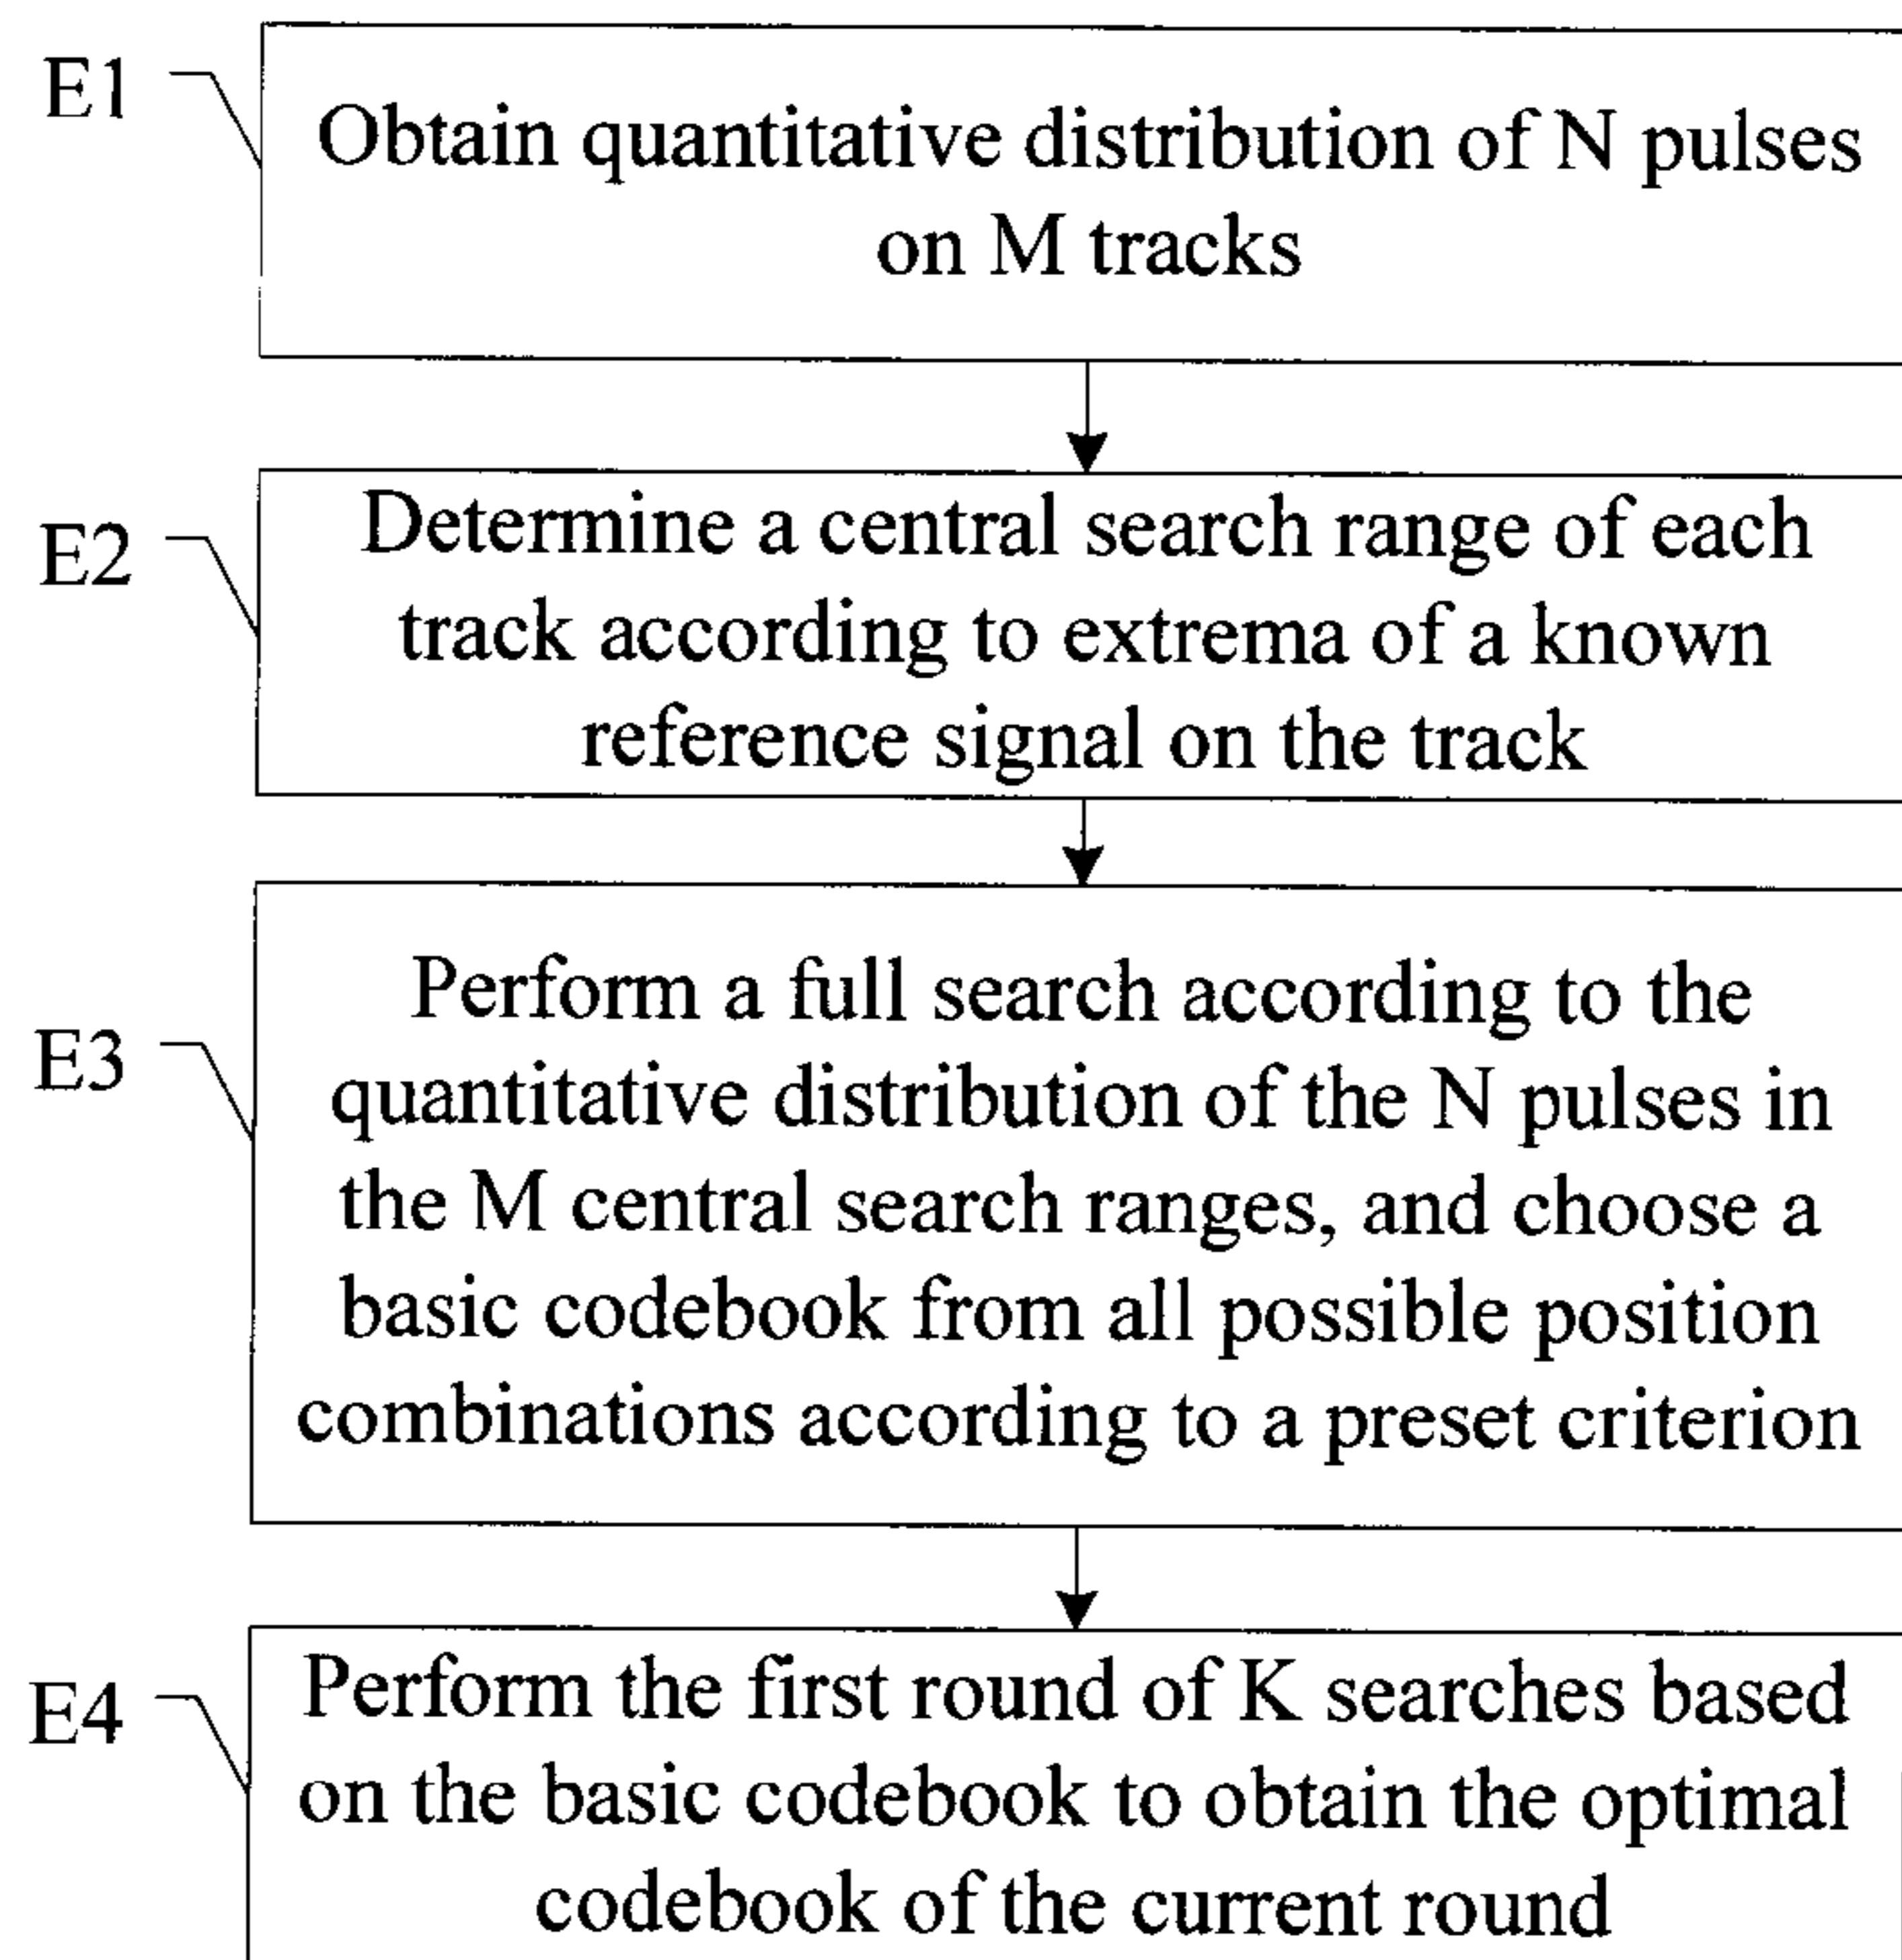 E1
Obtain quantitative distribution of N pulses
on M tracks
E2
Determine a central search range of each
track according to extrema of a known
reference signal on the track
E3
Perform a full search according to the
quantitative distribution of the N pulses in
the M central search ranges, and choose a
basic codebook from all possible position
combinations according to a preset criterion
E4
Perform the first round of K searches based
on the basic codebook to obtain the optimal
codebook of the current round